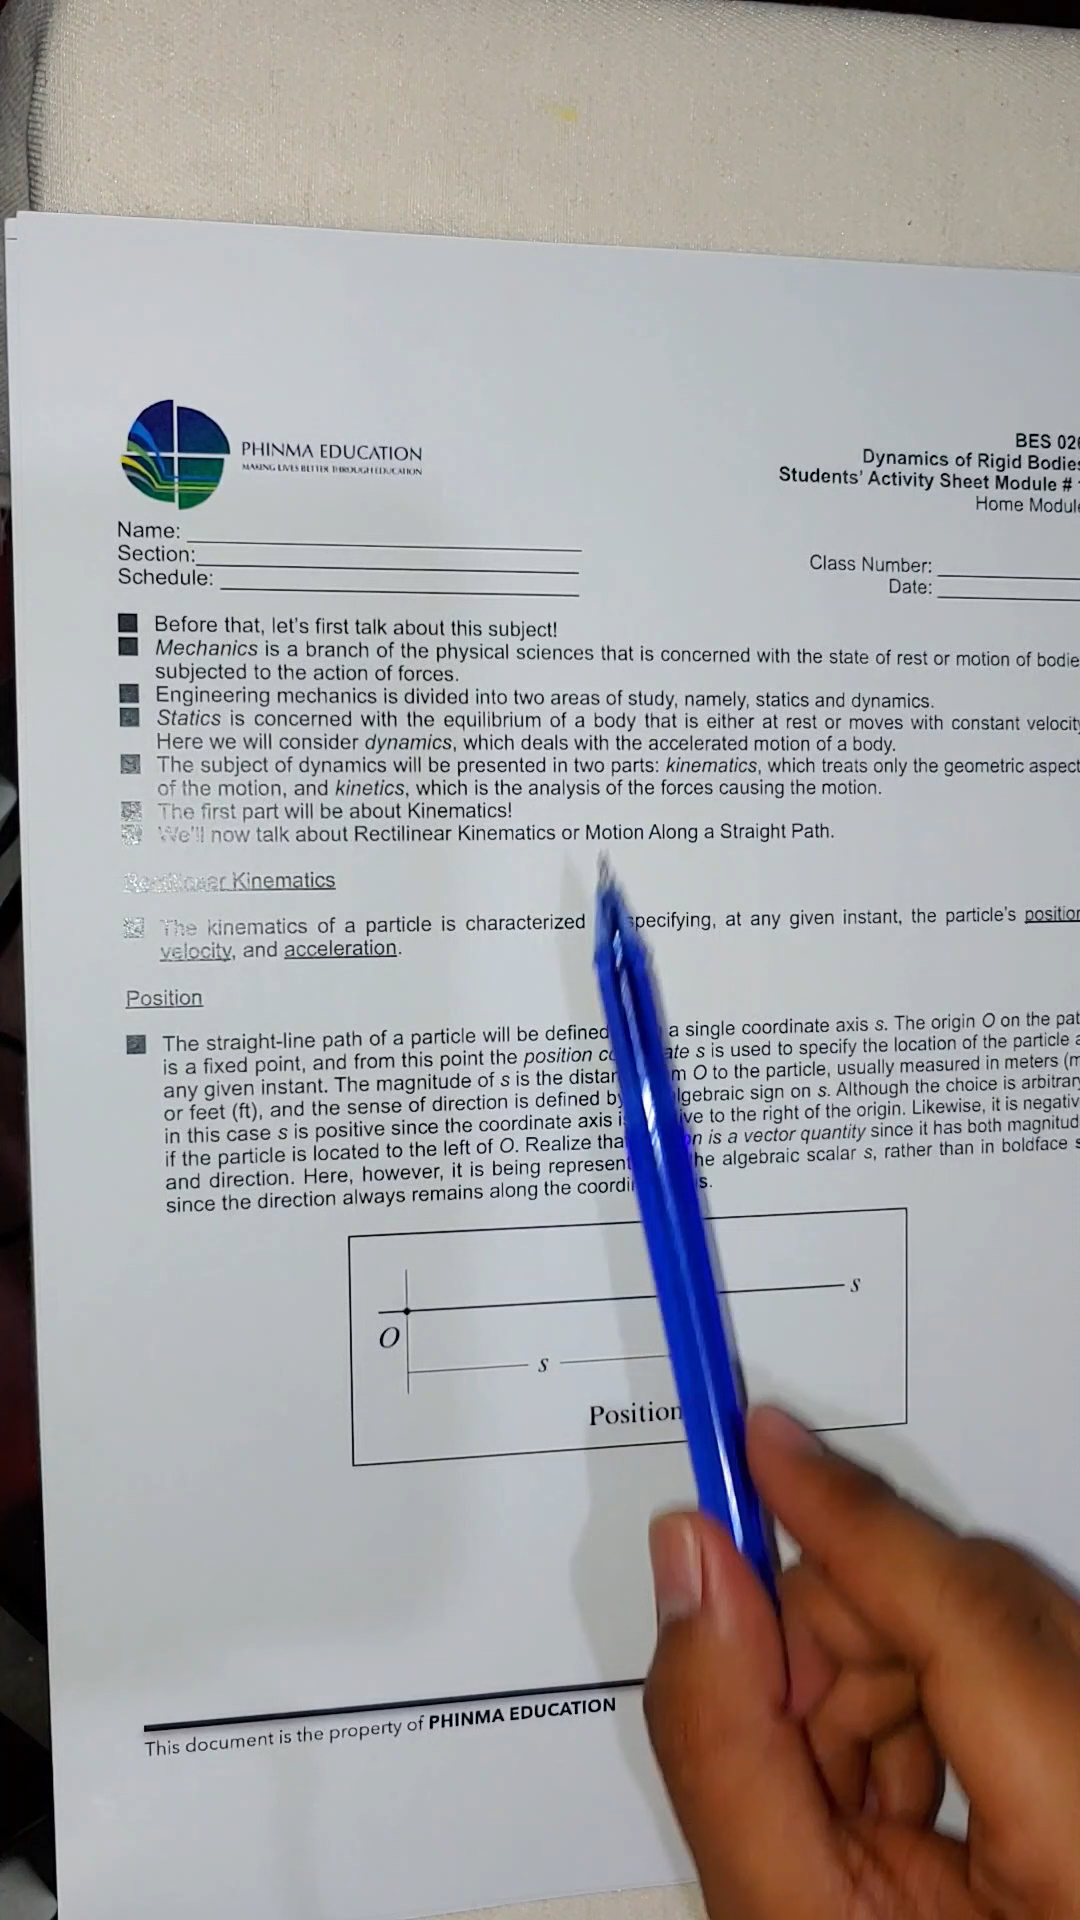 PHINMA EDUCATION
MAKING LIVES BETTER THROUGH EDUCATION
BES 02
Dynamics of Rigid Bodies
Students' Activity Sheet Module #
Home Module
Name:
Section:
Schedule:
Class Number:
Date:
Before that, let's first talk about this subject!
Mechanics is a branch of the physical sciences that is concerned with the state of rest or motion of bodie
subjected to the action of forces.
Engineering mechanics is divided into two areas of study, namely, statics and dynamics.
Statics is concerned with the equilibrium of a body that is either at rest or moves with constant velocity
Here we will consider dynamics, which deals with the accelerated motion of a body.
The subject of dynamics will be presented in two parts: kinematics, which treats only the geometric aspect
of the motion, and kinetics, which is the analysis of the forces causing the motion.
The first part will be about Kinematics!
We'll now talk about Rectilinear Kinematics or Motion Along a Straight Path.
Rectilinear Kinematics
The kinematics of a particle is characterized specifying, at any given instant, the particle's position
velocity, and acceleration.
Position
The straight-line path of a particle will be defined a single coordinate axis s. The origin O on the pat
is a fixed point, and from this point the position s is used to specify the location of the particle a
any given instant. The magnitude of s is the distan m O to the particle, usually measured in meters (m
or feet (ft), and the sense of direction is defined by lgebraic sign on s. Although the choice is arbitrary
in this case s is positive since the coordinate axis i ive to the right of the origin. Likewise, it is negativ
if the particle is located to the left of O. Realize tha n is a vector quantity since it has both magnitud
and direction. Here, however, it is being represent he algebraic scalar s, rather than in boldface s
since the direction always remains along the coordi s.
s
O
s
Position
This document is the property of PHINMA EDUCATION